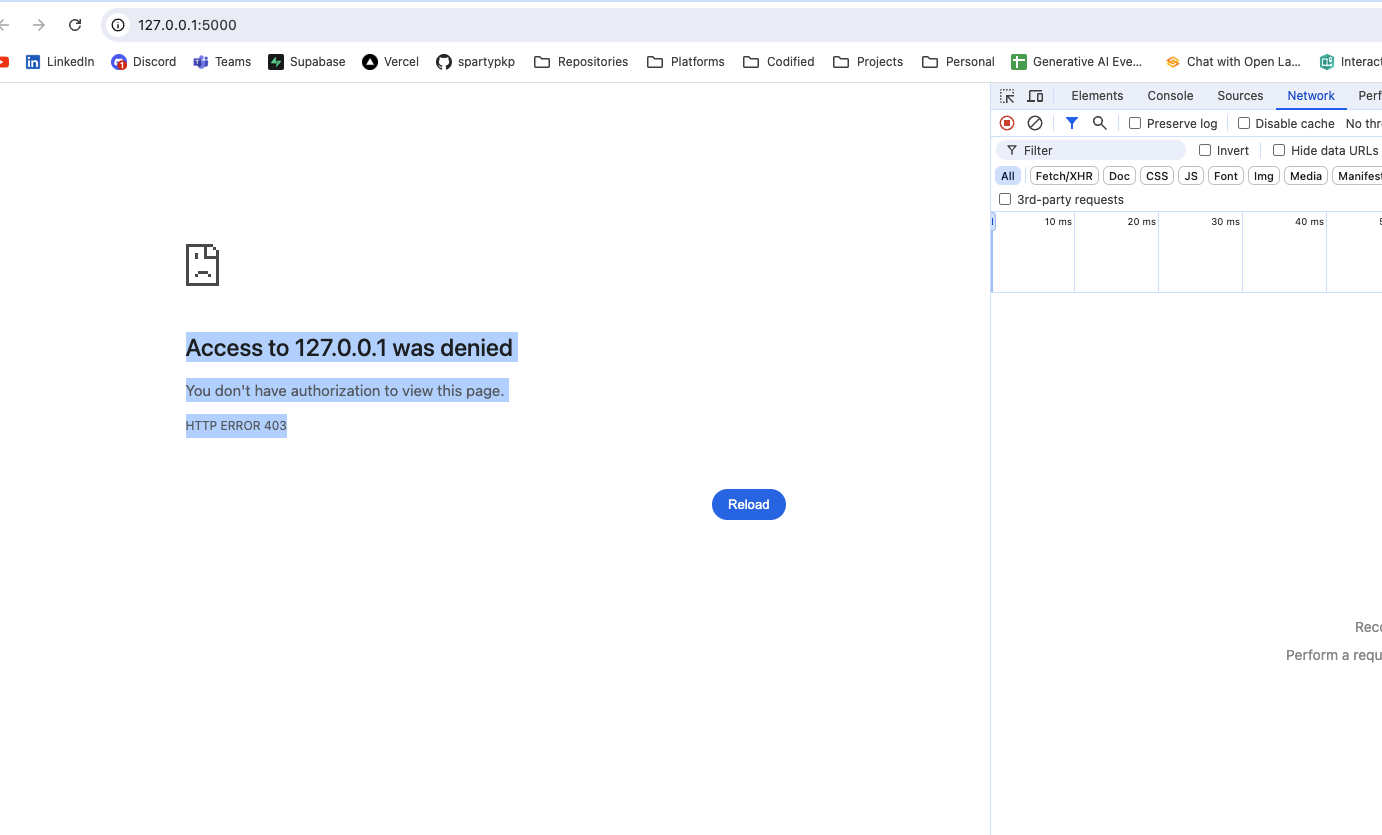 127.0.0.1:5000
LinkedIn Discord Teams Supabase Vercel spartypkp Repositories Platforms Codified Projects Personal Generative AI Eve... Chat with Open La... Interact
Elements Console Sources Network Perf
Preserve log Disable cache No thr
Filter Invert Hide data URLs
All Fetch/XHR Doc CSS JS Font Img Media Manifest
3rd-party requests
10 ms 20 ms 30 ms 40 ms 5
Access to 127.0.0.1 was denied
You don't have authorization to view this page.
HTTP ERROR 403
Reload
Reco
Perform a requ